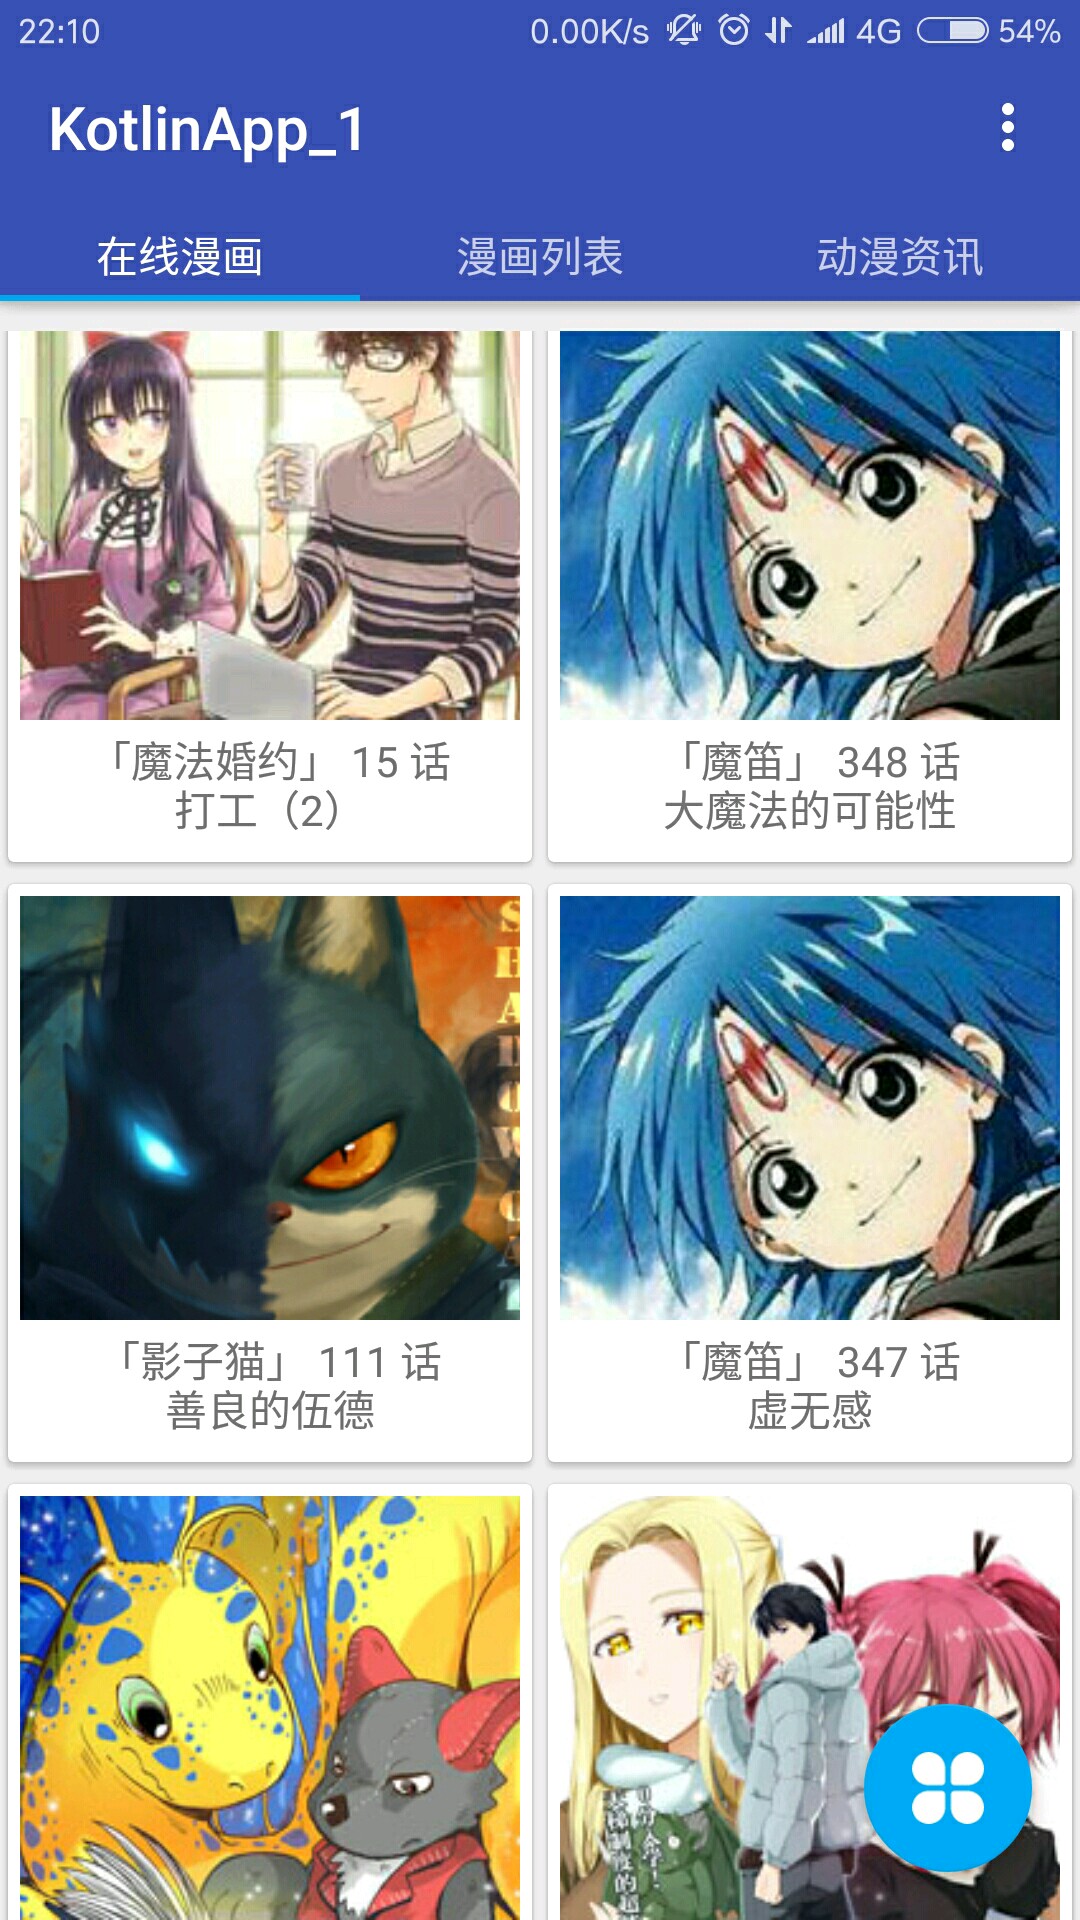 22:10 0.00K/s 4G 54%
KotlinApp_1
在线漫画 漫画列表 动漫资讯
「魔法婚约」 15 话
打工（2）
「魔笛」 348 话
大魔法的可能性
SHADOW CAT
「影子猫」 111 话
善良的伍德
「魔笛」 347 话
虚无感